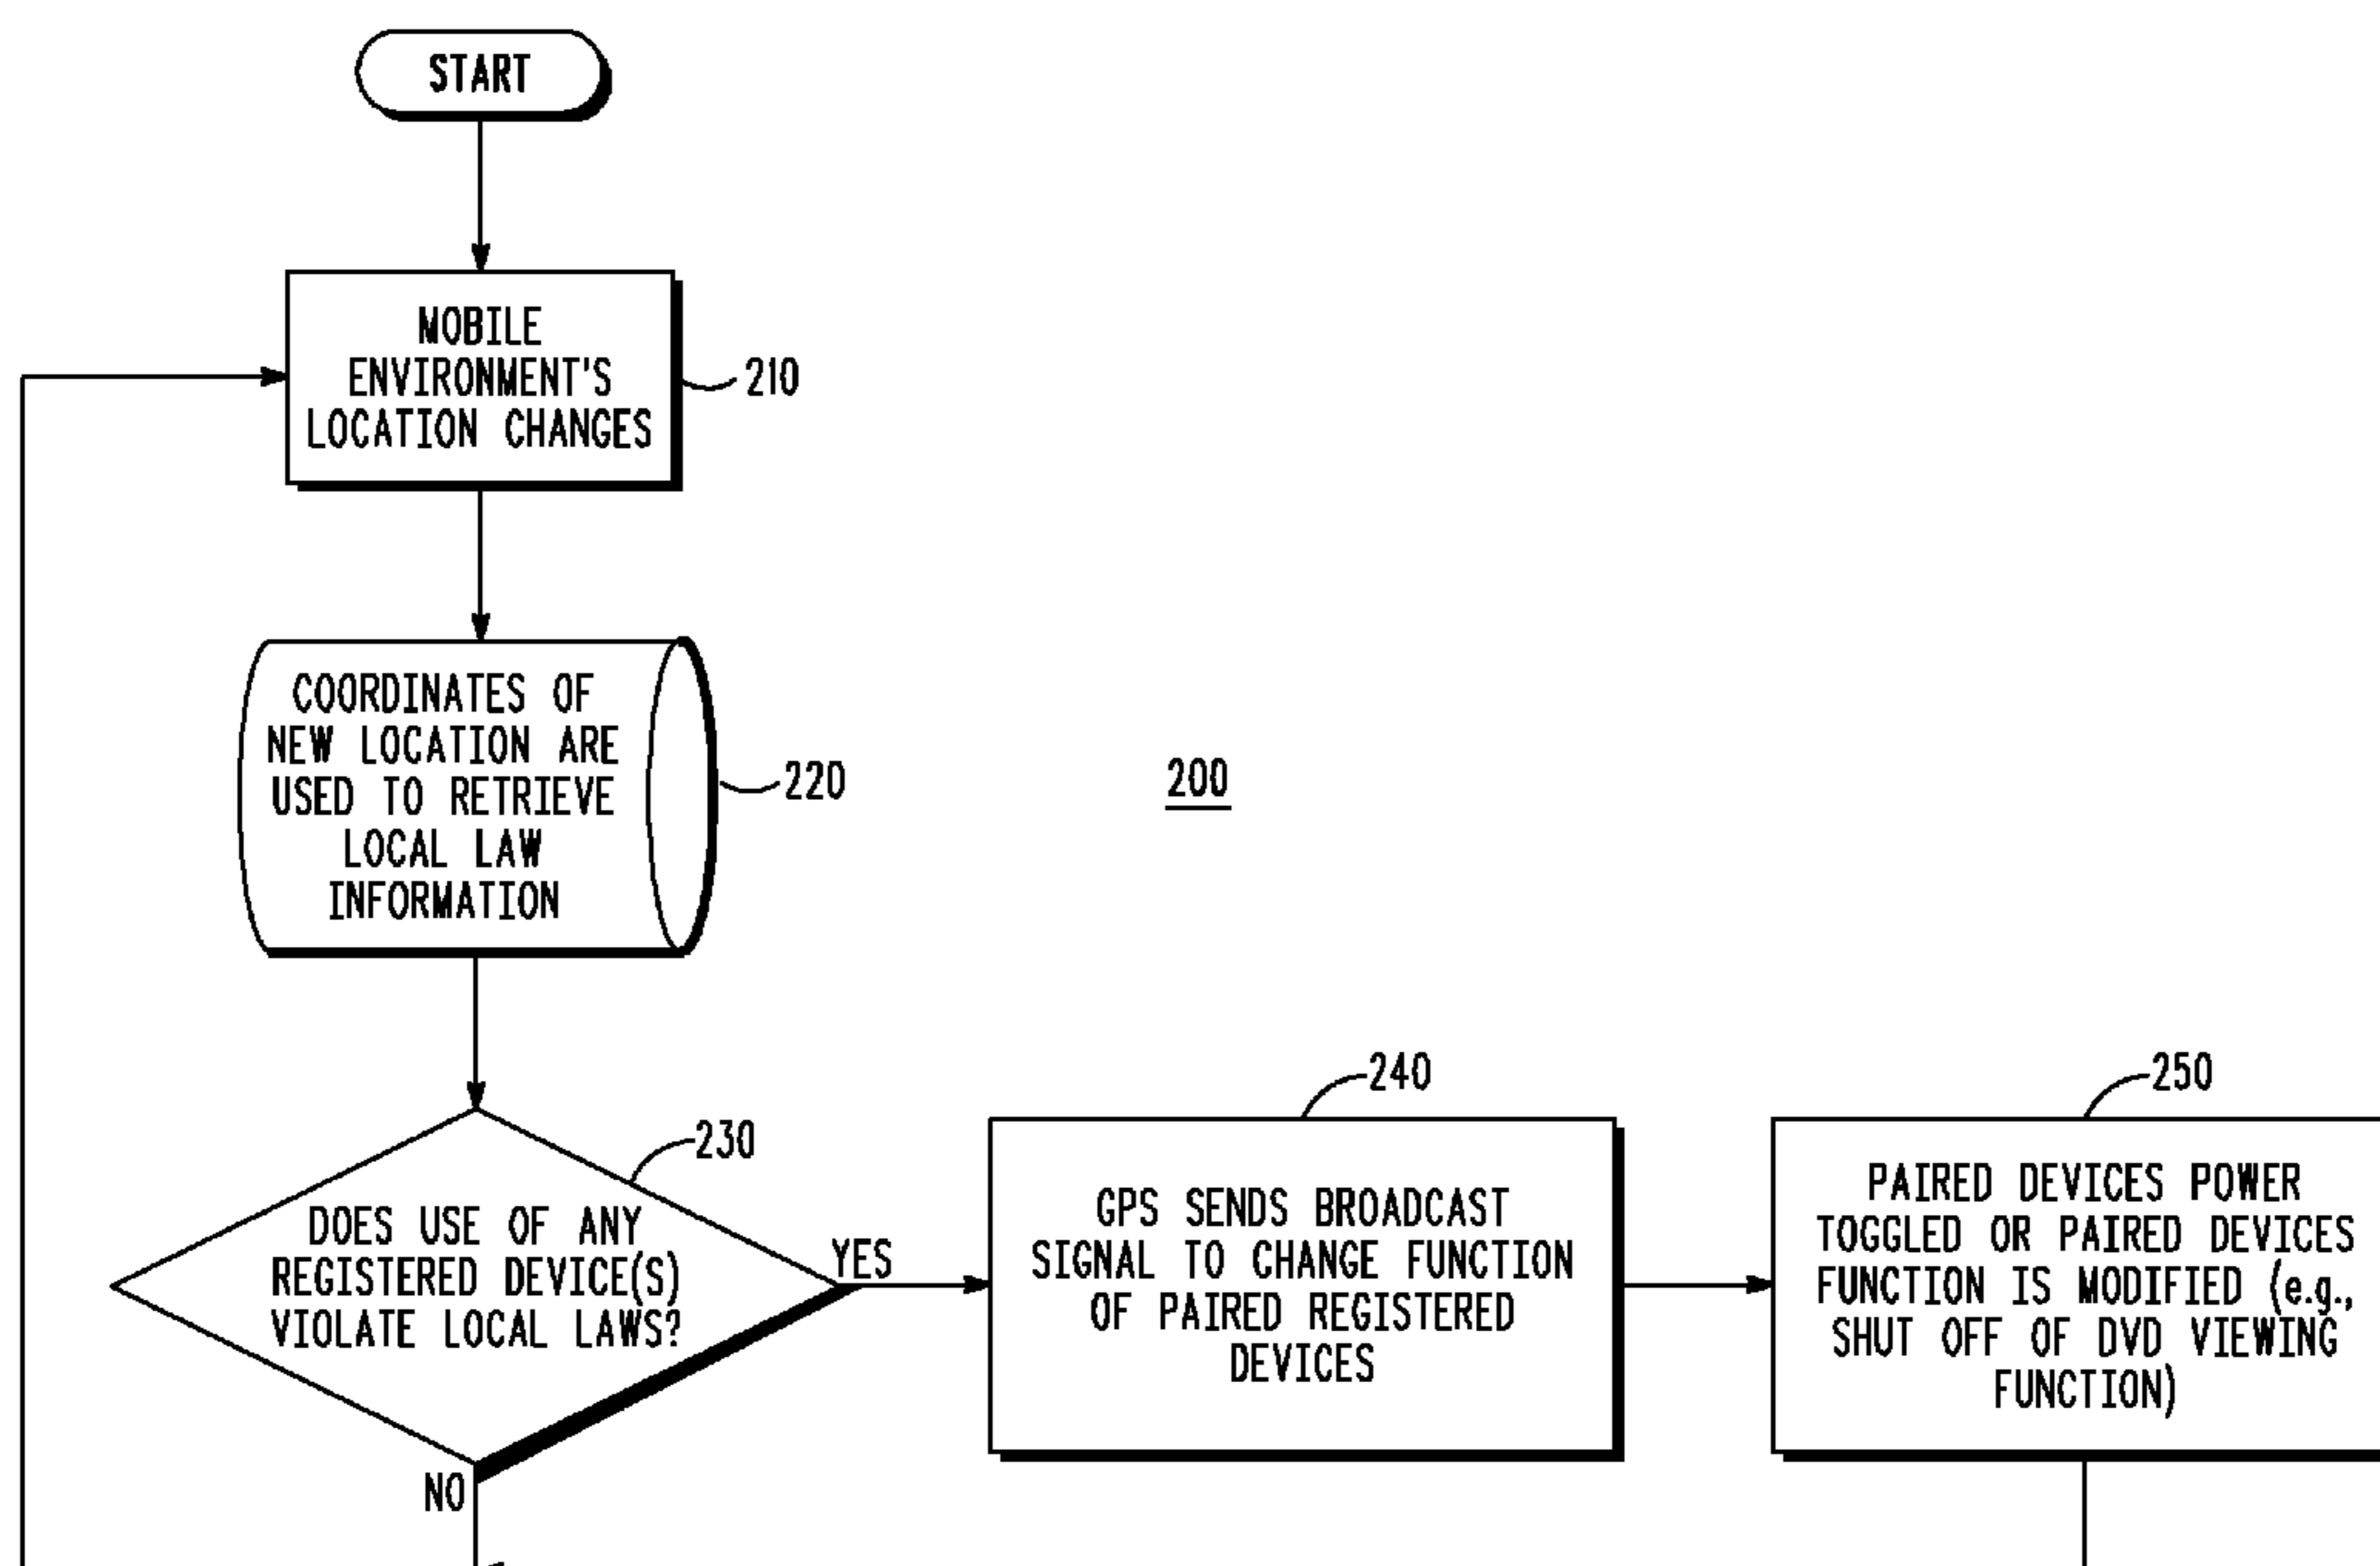 START
MOBILE
ENVIRONMENT'S
LOCATION CHANGES
210
COORDINATES OF
NEW LOCATION ARE
USED TO RETRIEVE
LOCAL LAW
INFORMATION
220
200
DOES USE OF ANY
REGISTERED DEVICE(S)
VIOLATE LOCAL LAWS?
230
YES
NO
240
GPS SENDS BROADCAST
SIGNAL TO CHANGE FUNCTION
OF PAIRED REGISTERED
DEVICES
250
PAIRED DEVICES POWER
TOGGLED OR PAIRED DEVICES
FUNCTION IS MODIFIED (e.g.,
SHUT OFF OF DVD VIEWING
FUNCTION)